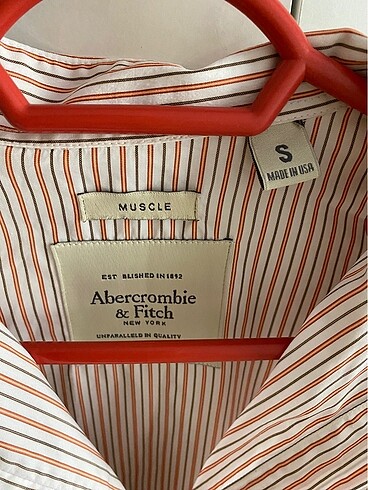 S
MADE IN USA
MUSCLE
EST BLISHED IN 1892
Abercrombie
& Fitch
NEW YORK
UNPARALLELED IN QUALITY